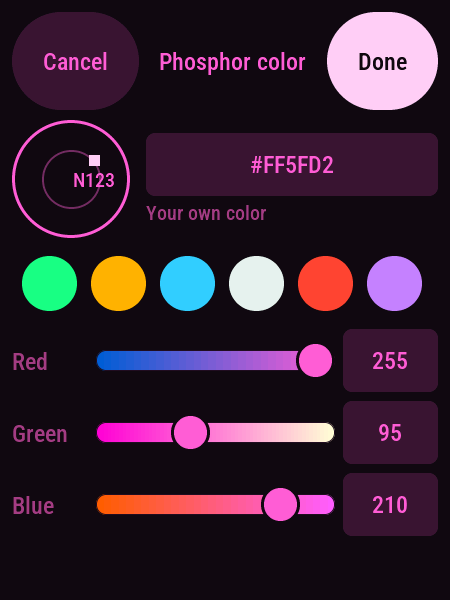 Cancel
Phosphor color
Done
N123
#FF5FD2
Your own color
Red
255
Green
95
Blue
210